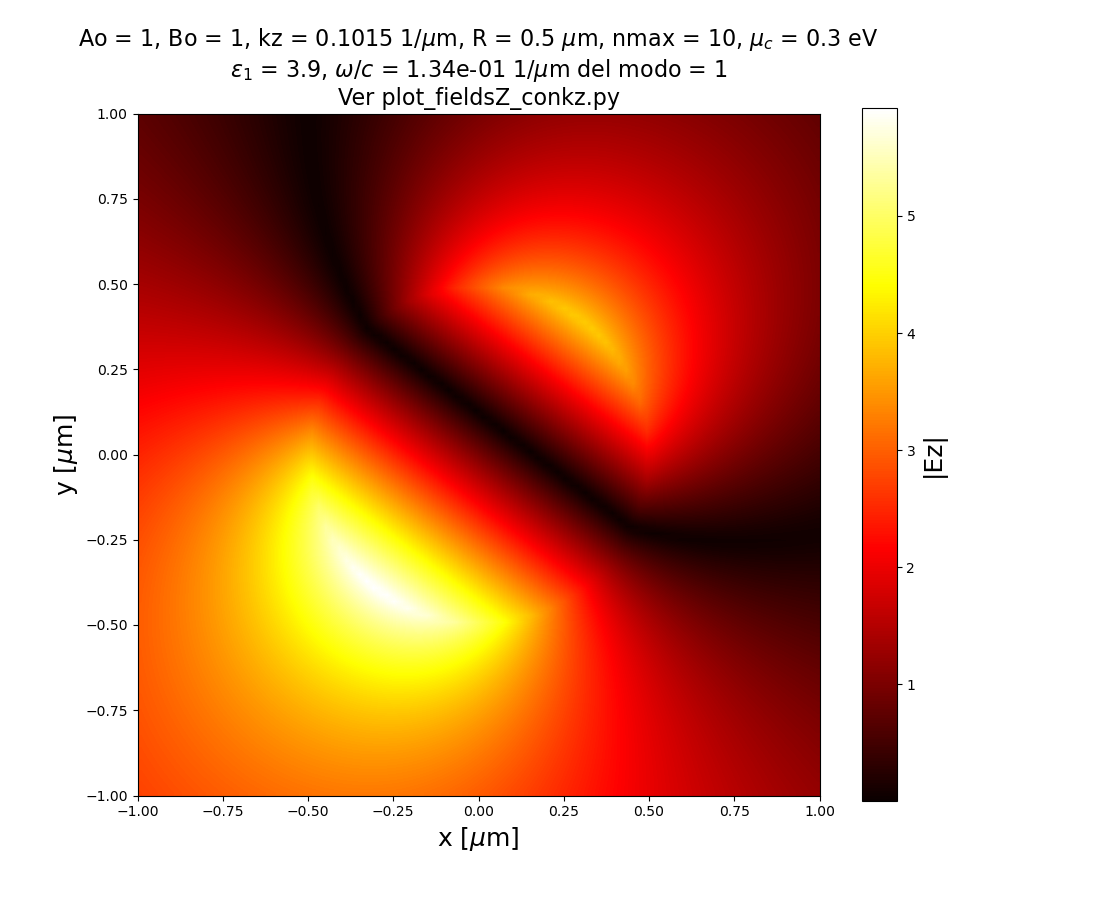 Ao = 1, Bo = 1, kz = 0.1015 1/μm, R = 0.5 μm, nmax = 10, μc = 0.3 eV
ε1 = 3.9, ω/c = 1.34e-01 1/μm del modo = 1
Ver plot_fieldsZ_conkz.py
1.00
0.75
0.50
0.25
0.00
−0.25
−0.50
−0.75
−1.00
y [μm]
−1.00 −0.75 −0.50 −0.25 0.00 0.25 0.50 0.75 1.00
x [μm]
5
4
3
2
1
|Ez|